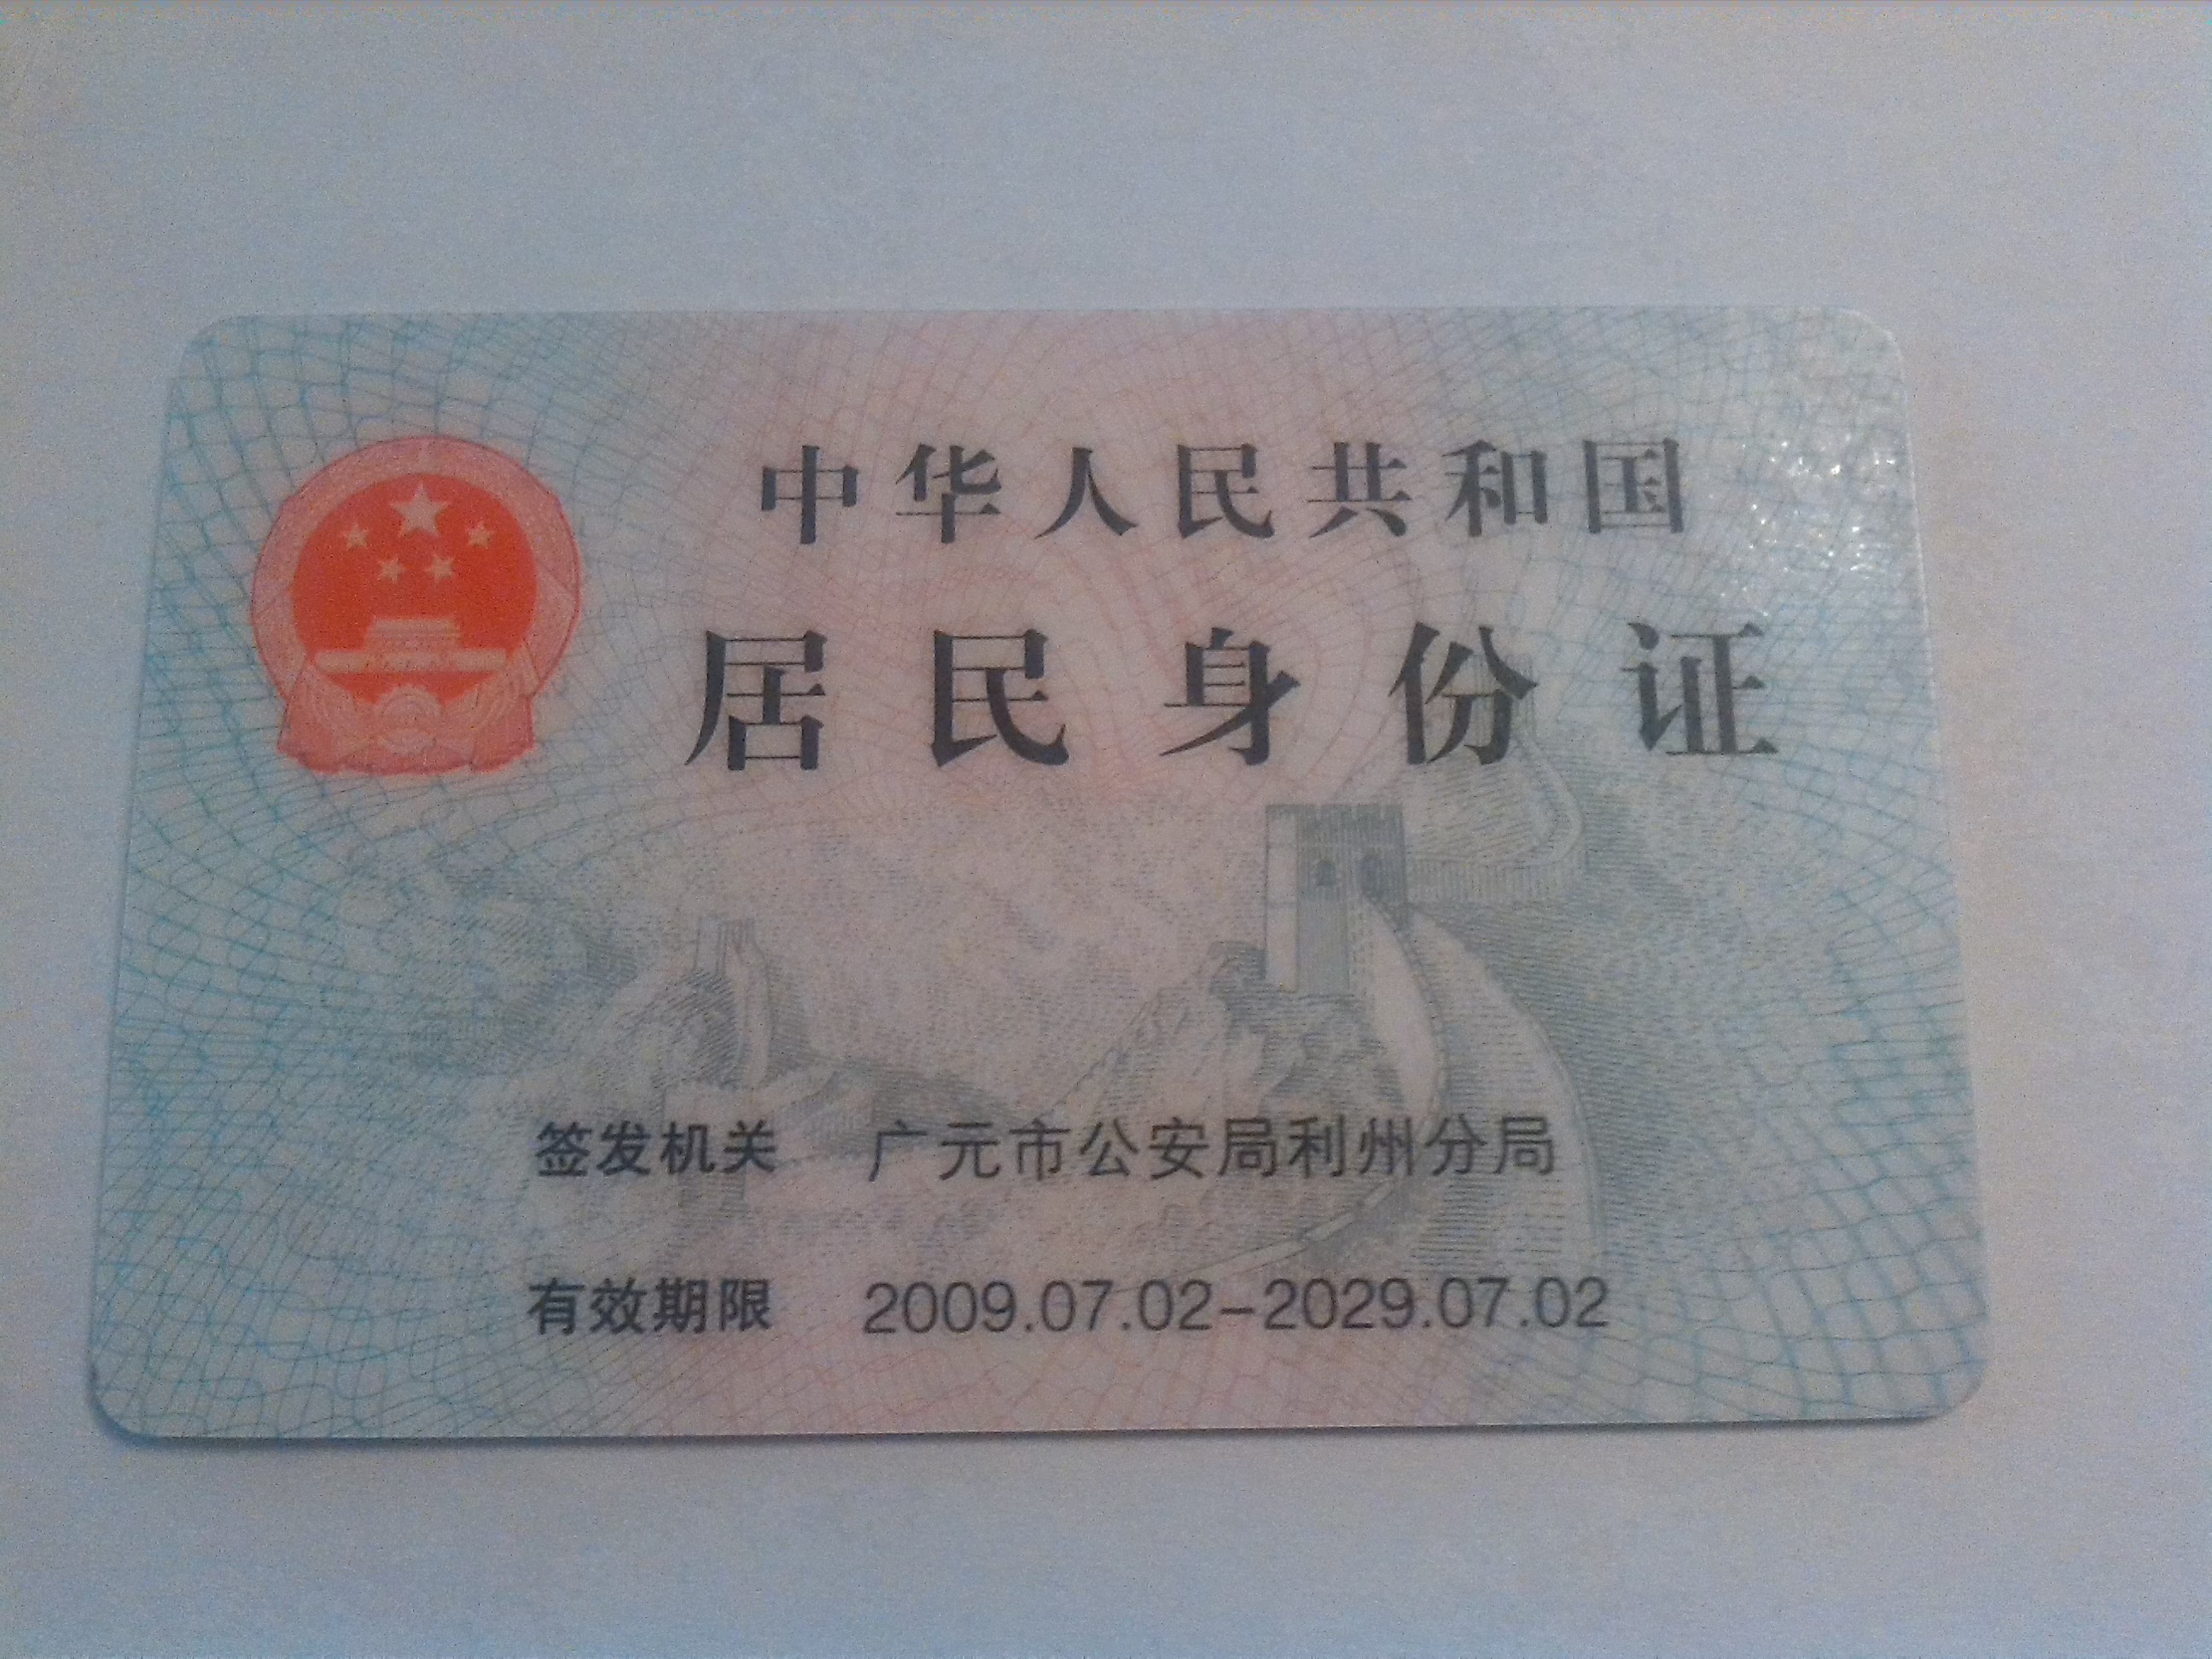 中华人民共和国
居民身份证
签发机关 广元市公安局利州分局
有效期限 2009.07.02-2029.07.02